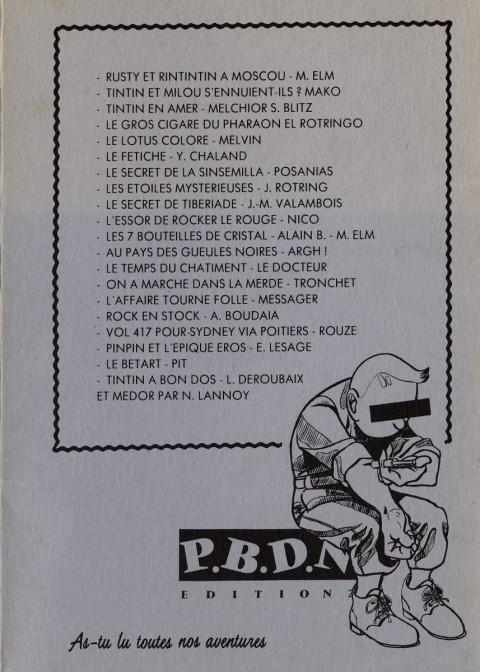 - RUSTY ET RINTINTIN A MOSCOU - M. ELM
- TINTIN ET MILOU S'ENNUIENT-ILS ? MAKO
- TINTIN EN AMER - MELCHIOR S. BLITZ
- LE GROS CIGARE DU PHARAON EL ROTRINGO
- LE LOTUS COLORE - MELVIN
- LE FETICHE - Y. CHALAND
- LE SECRET DE LA SINSEMILLA - POSANIAS
- LES ETOILES MYSTERIEUSES - J. ROTRING
- LE SECRET DE TIBERIADE - J.-M. VALAMBOIS
- L'ESSOR DE ROCKER LE ROUGE - NICO
- LES 7 BOUTEILLES DE CRISTAL - ALAIN B. - M. ELM
- AU PAYS DES GUEULES NOIRES - ARGH !
- LE TEMPS DU CHATIMENT - LE DOCTEUR
- ON A MARCHE DANS LA MERDE - TRONCHET
- L'AFFAIRE TOURNE FOLLE - MESSAGER
- ROCK EN STOCK - A. BOUDAIA
- VOL 417 POUR-SYDNEY VIA POITIERS - ROUZE
- PINPIN ET L'EPIQUE EROS - E. LESAGE
- LE BETART - PIT
- TINTIN A BON DOS - L. DEROUBAIX
ET MEDOR PAR N. LANNOY
P.B.D.N
EDITION
As-tu lu toutes nos aventures